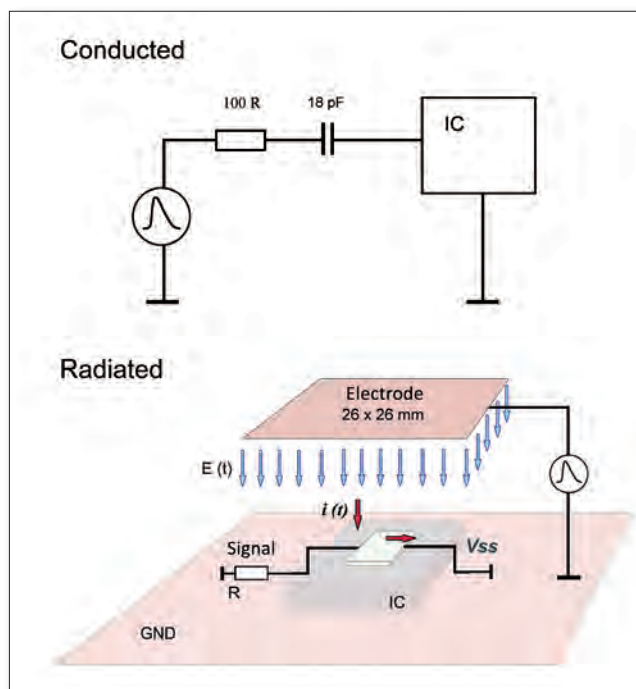 Conducted
100 R
18 pF
IC
Radiated
Electrode
26 x 26 mm
E (t)
i (t)
Signal
Vss
R
IC
GND